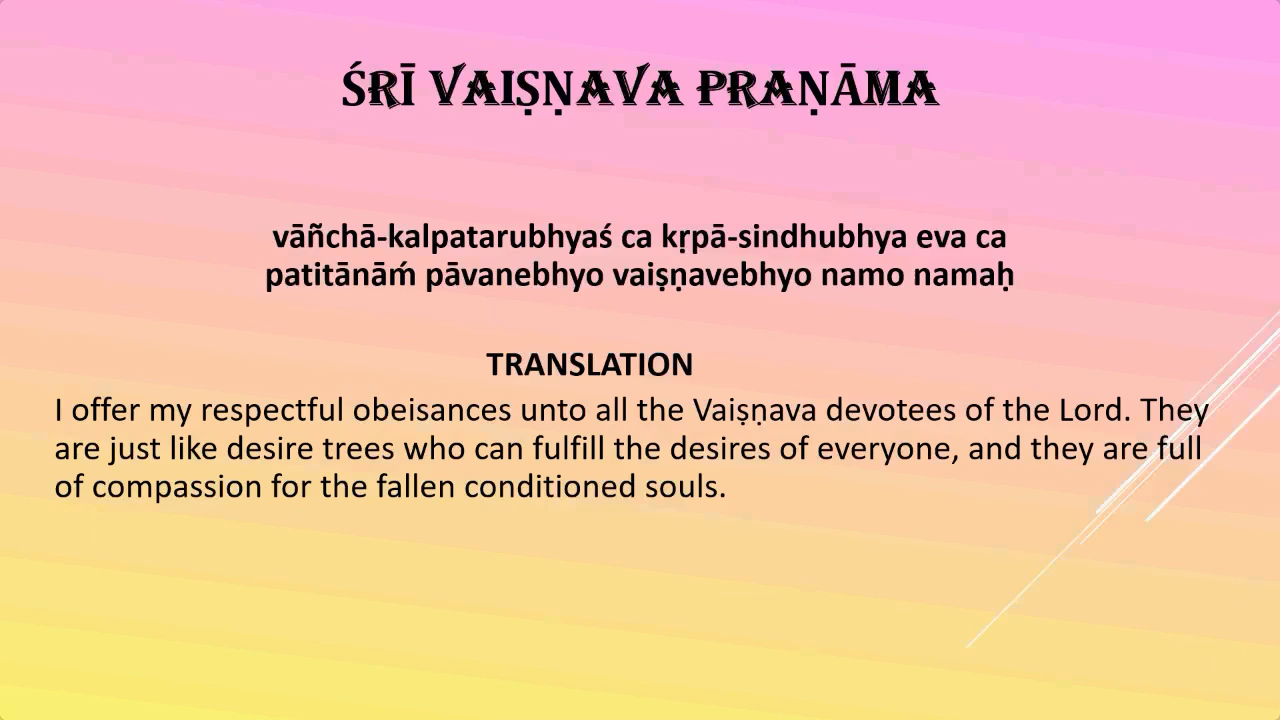 ŚRĪ VAIṢṆAVA PRAṆĀMA
vāñchā-kalpatarubhyaś ca kṛpā-sindhubhya eva ca
patitānāḿ pāvanebhyo vaiṣṇavebhyo namo namaḥ
TRANSLATION
I offer my respectful obeisances unto all the Vaiṣṇava devotees of the Lord. They
are just like desire trees who can fulfill the desires of everyone, and they are full
of compassion for the fallen conditioned souls.